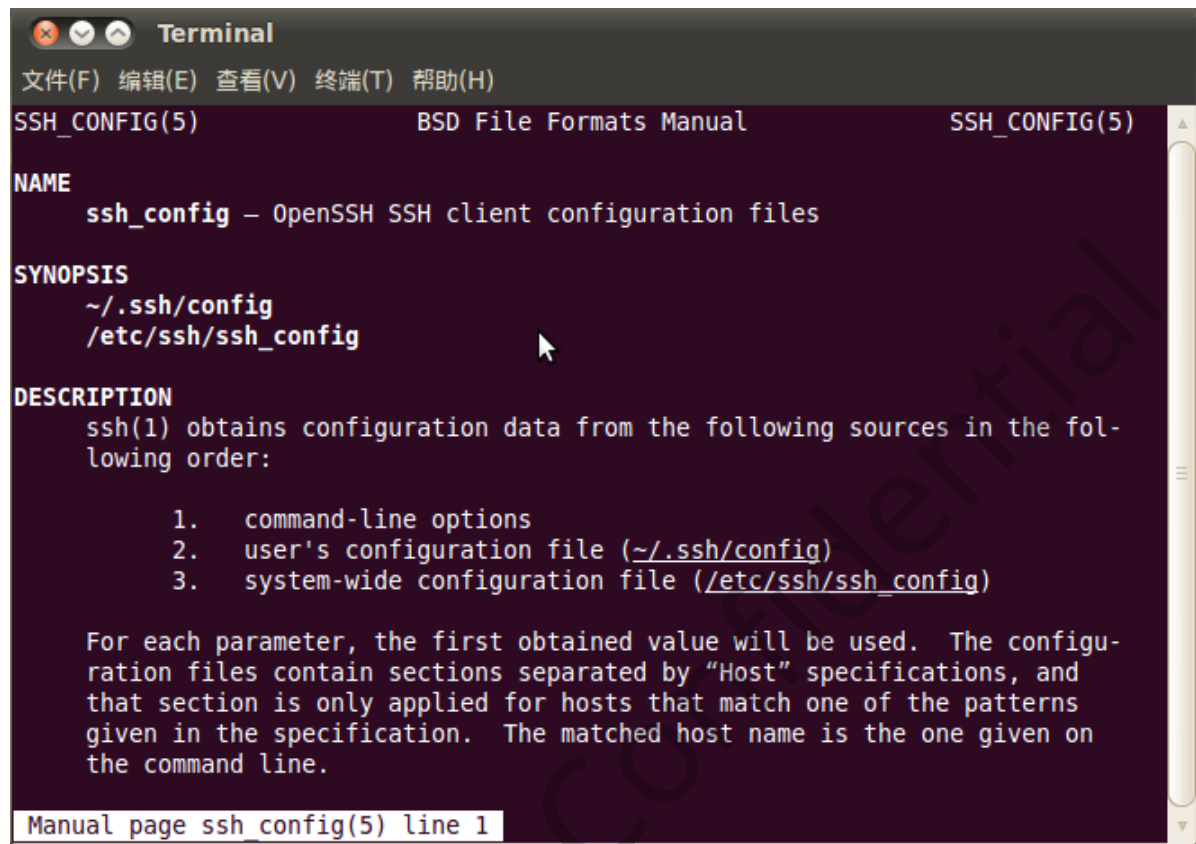 Terminal
文件(F) 编辑(E) 查看(V) 终端(T) 帮助(H)
SSH_CONFIG(5) BSD File Formats Manual SSH_CONFIG(5)
NAME
ssh_config — OpenSSH SSH client configuration files
SYNOPSIS
~/.ssh/config
/etc/ssh/ssh_config
DESCRIPTION
ssh(1) obtains configuration data from the following sources in the fol-
lowing order:
1. command-line options
2. user's configuration file (~/.ssh/config)
3. system-wide configuration file (/etc/ssh/ssh_config)
For each parameter, the first obtained value will be used. The configu-
ration files contain sections separated by “Host” specifications, and
that section is only applied for hosts that match one of the patterns
given in the specification. The matched host name is the one given on
the command line.
Manual page ssh_config(5) line 1
Confidential